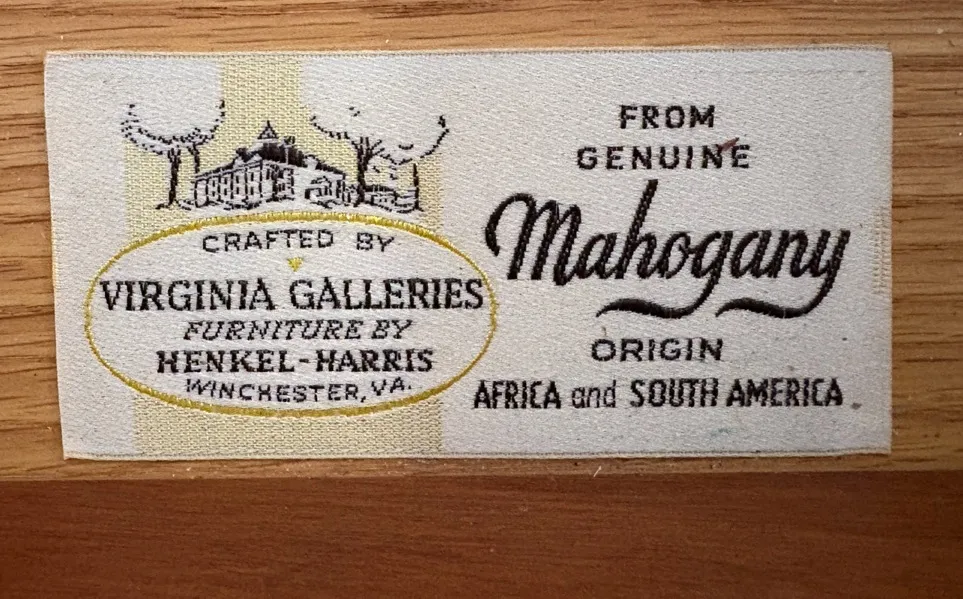 CRAFTED BY
VIRGINIA GALLERIES
FURNITURE BY
HENKEL-HARRIS
WINCHESTER, VA.
FROM
GENUINE
Mahogany
ORIGIN
AFRICA and SOUTH AMERICA.